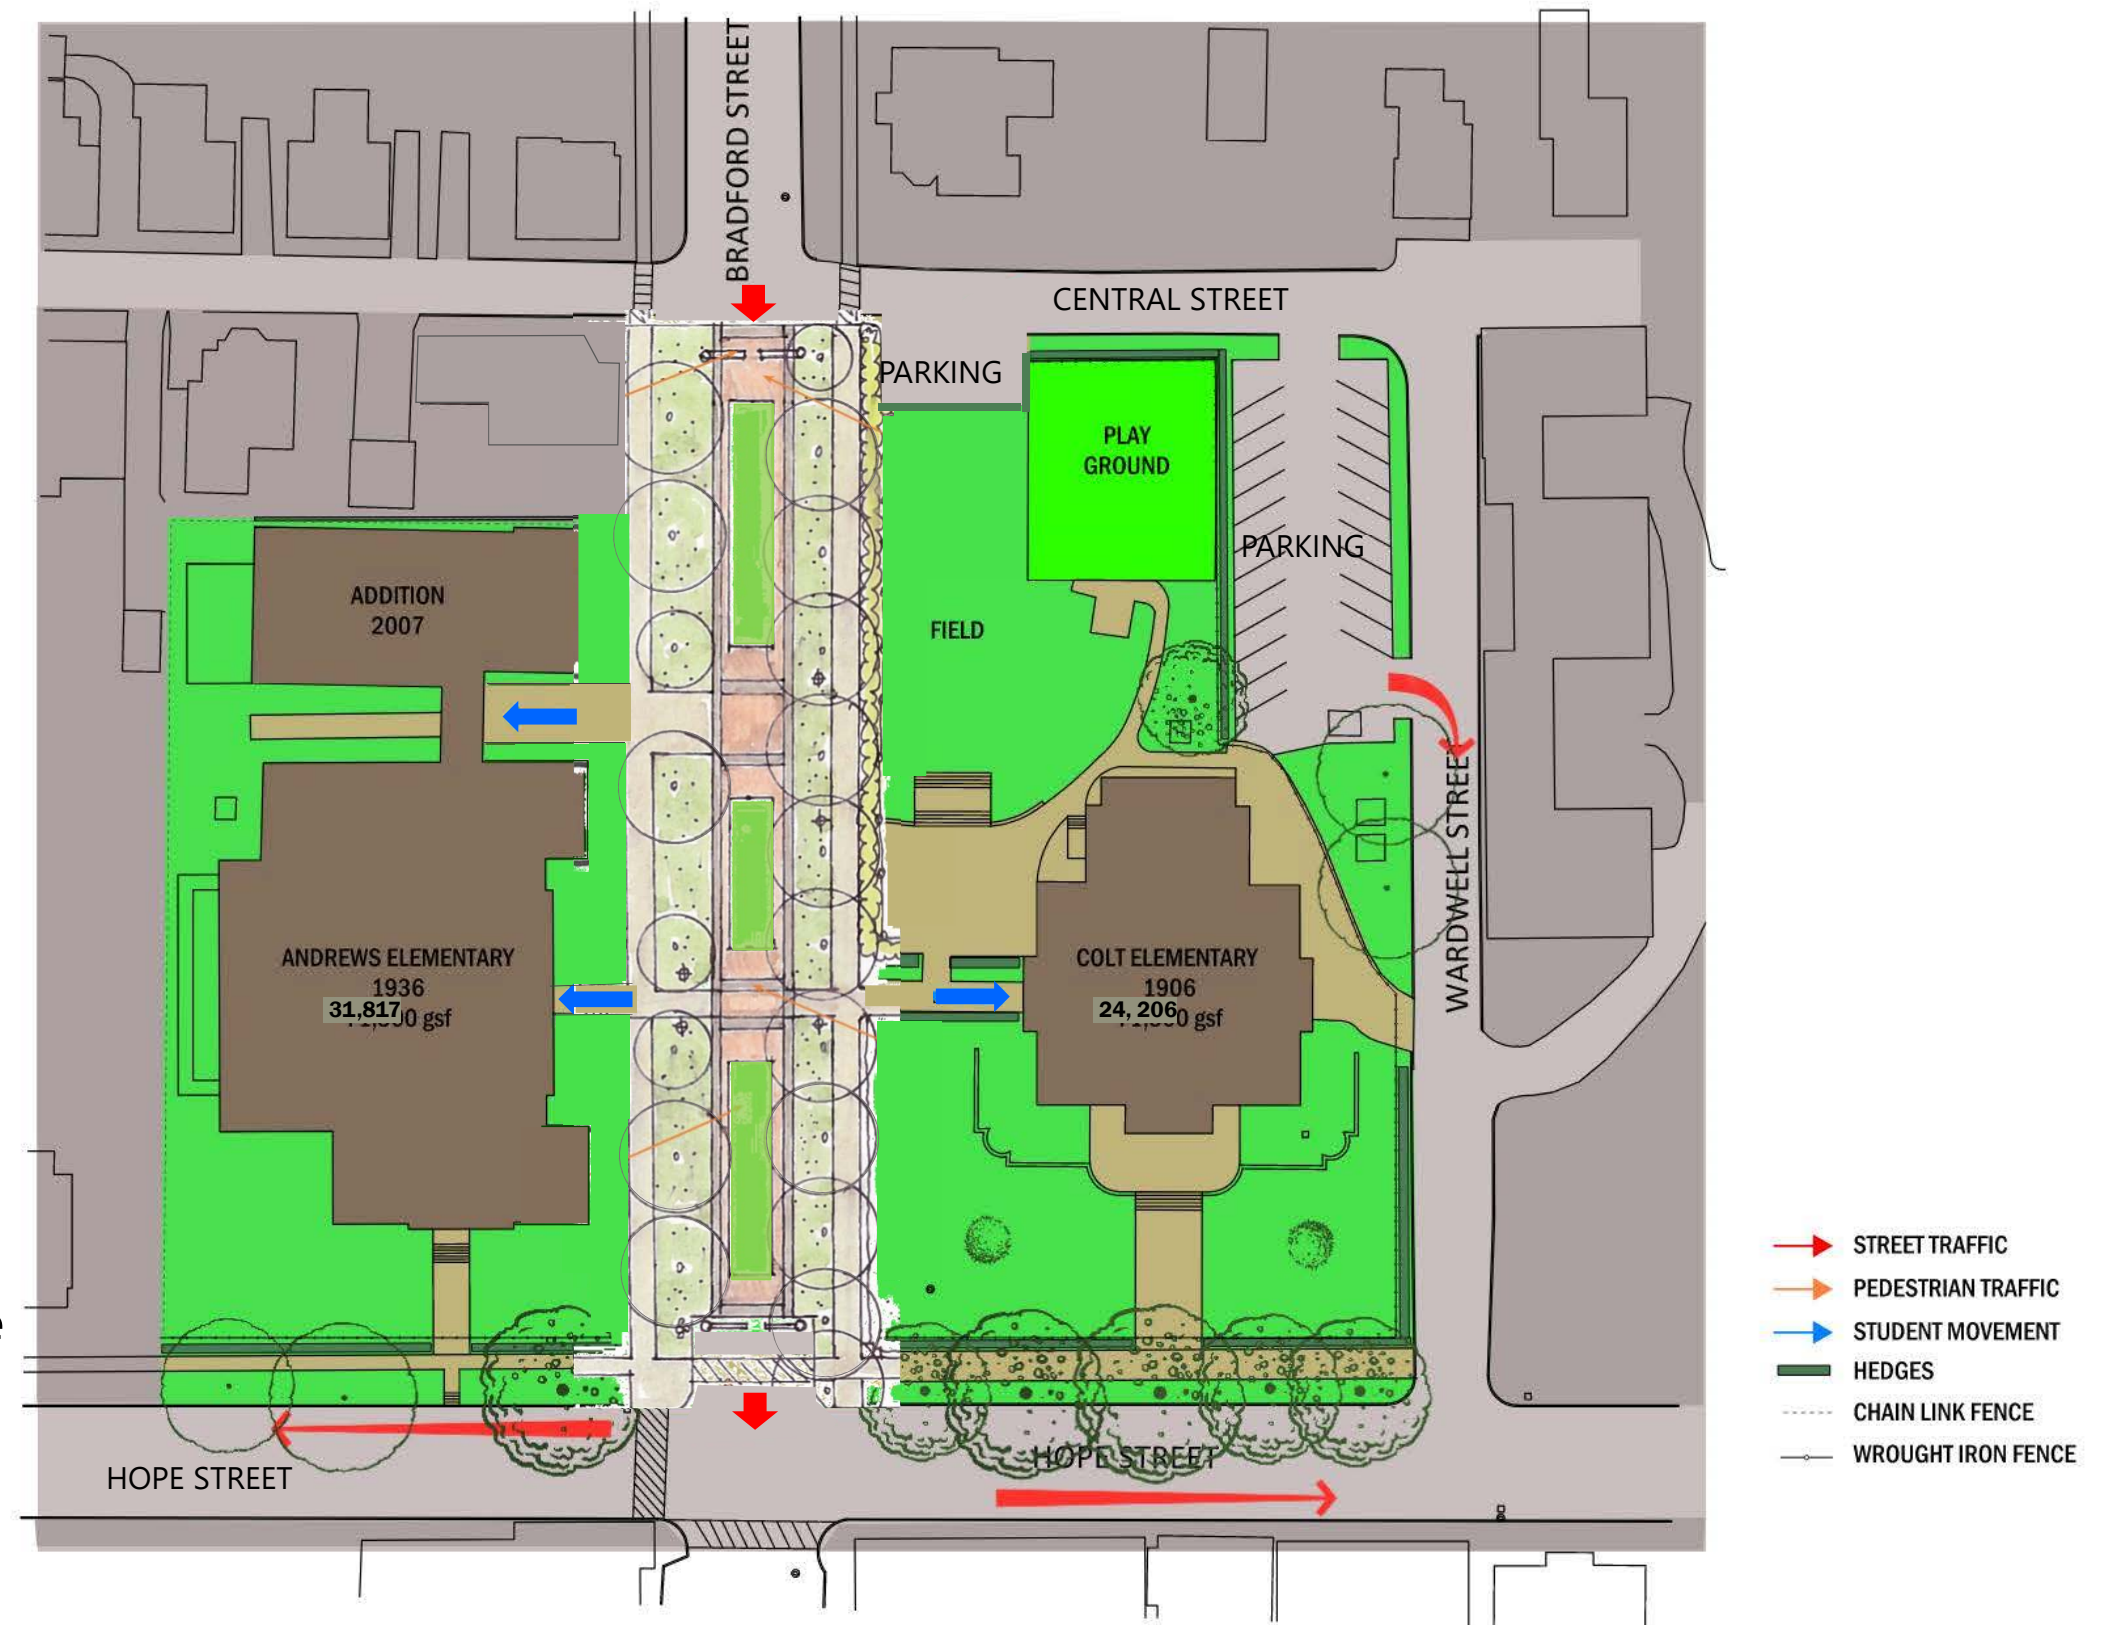 BRADFORD STREET
CENTRAL STREET
PARKING
PLAY
GROUND
PARKING
ADDITION
2007
FIELD
WARDWELL STREET
ANDREWS ELEMENTARY
1936
31,817 gsf
COLT ELEMENTARY
1906
24, 206 gsf
STREET TRAFFIC
PEDESTRIAN TRAFFIC
STUDENT MOVEMENT
HEDGES
CHAIN LINK FENCE
WROUGHT IRON FENCE
HOPE STREET
HOPE STREET
e